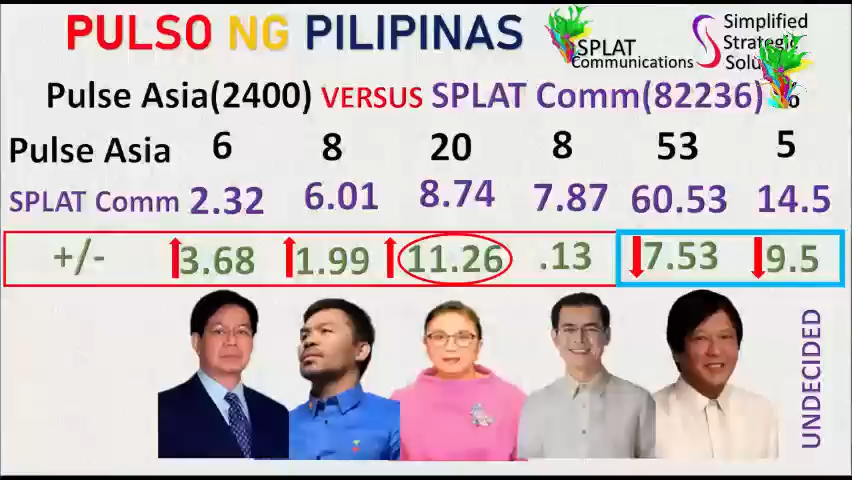 PULSO NG PILIPINAS
SPLAT
Communications
Simplified
Strategic
Solu
Pulse Asia(2400) VERSUS SPLAT Comm(82236) %
Pulse Asia 6 8 20 8 53 5
SPLAT Comm 2.32 6.01 8.74 7.87 60.53 14.5
+/- 3.68 1.99 11.26 .13 7.53 9.5
UNDECIDED